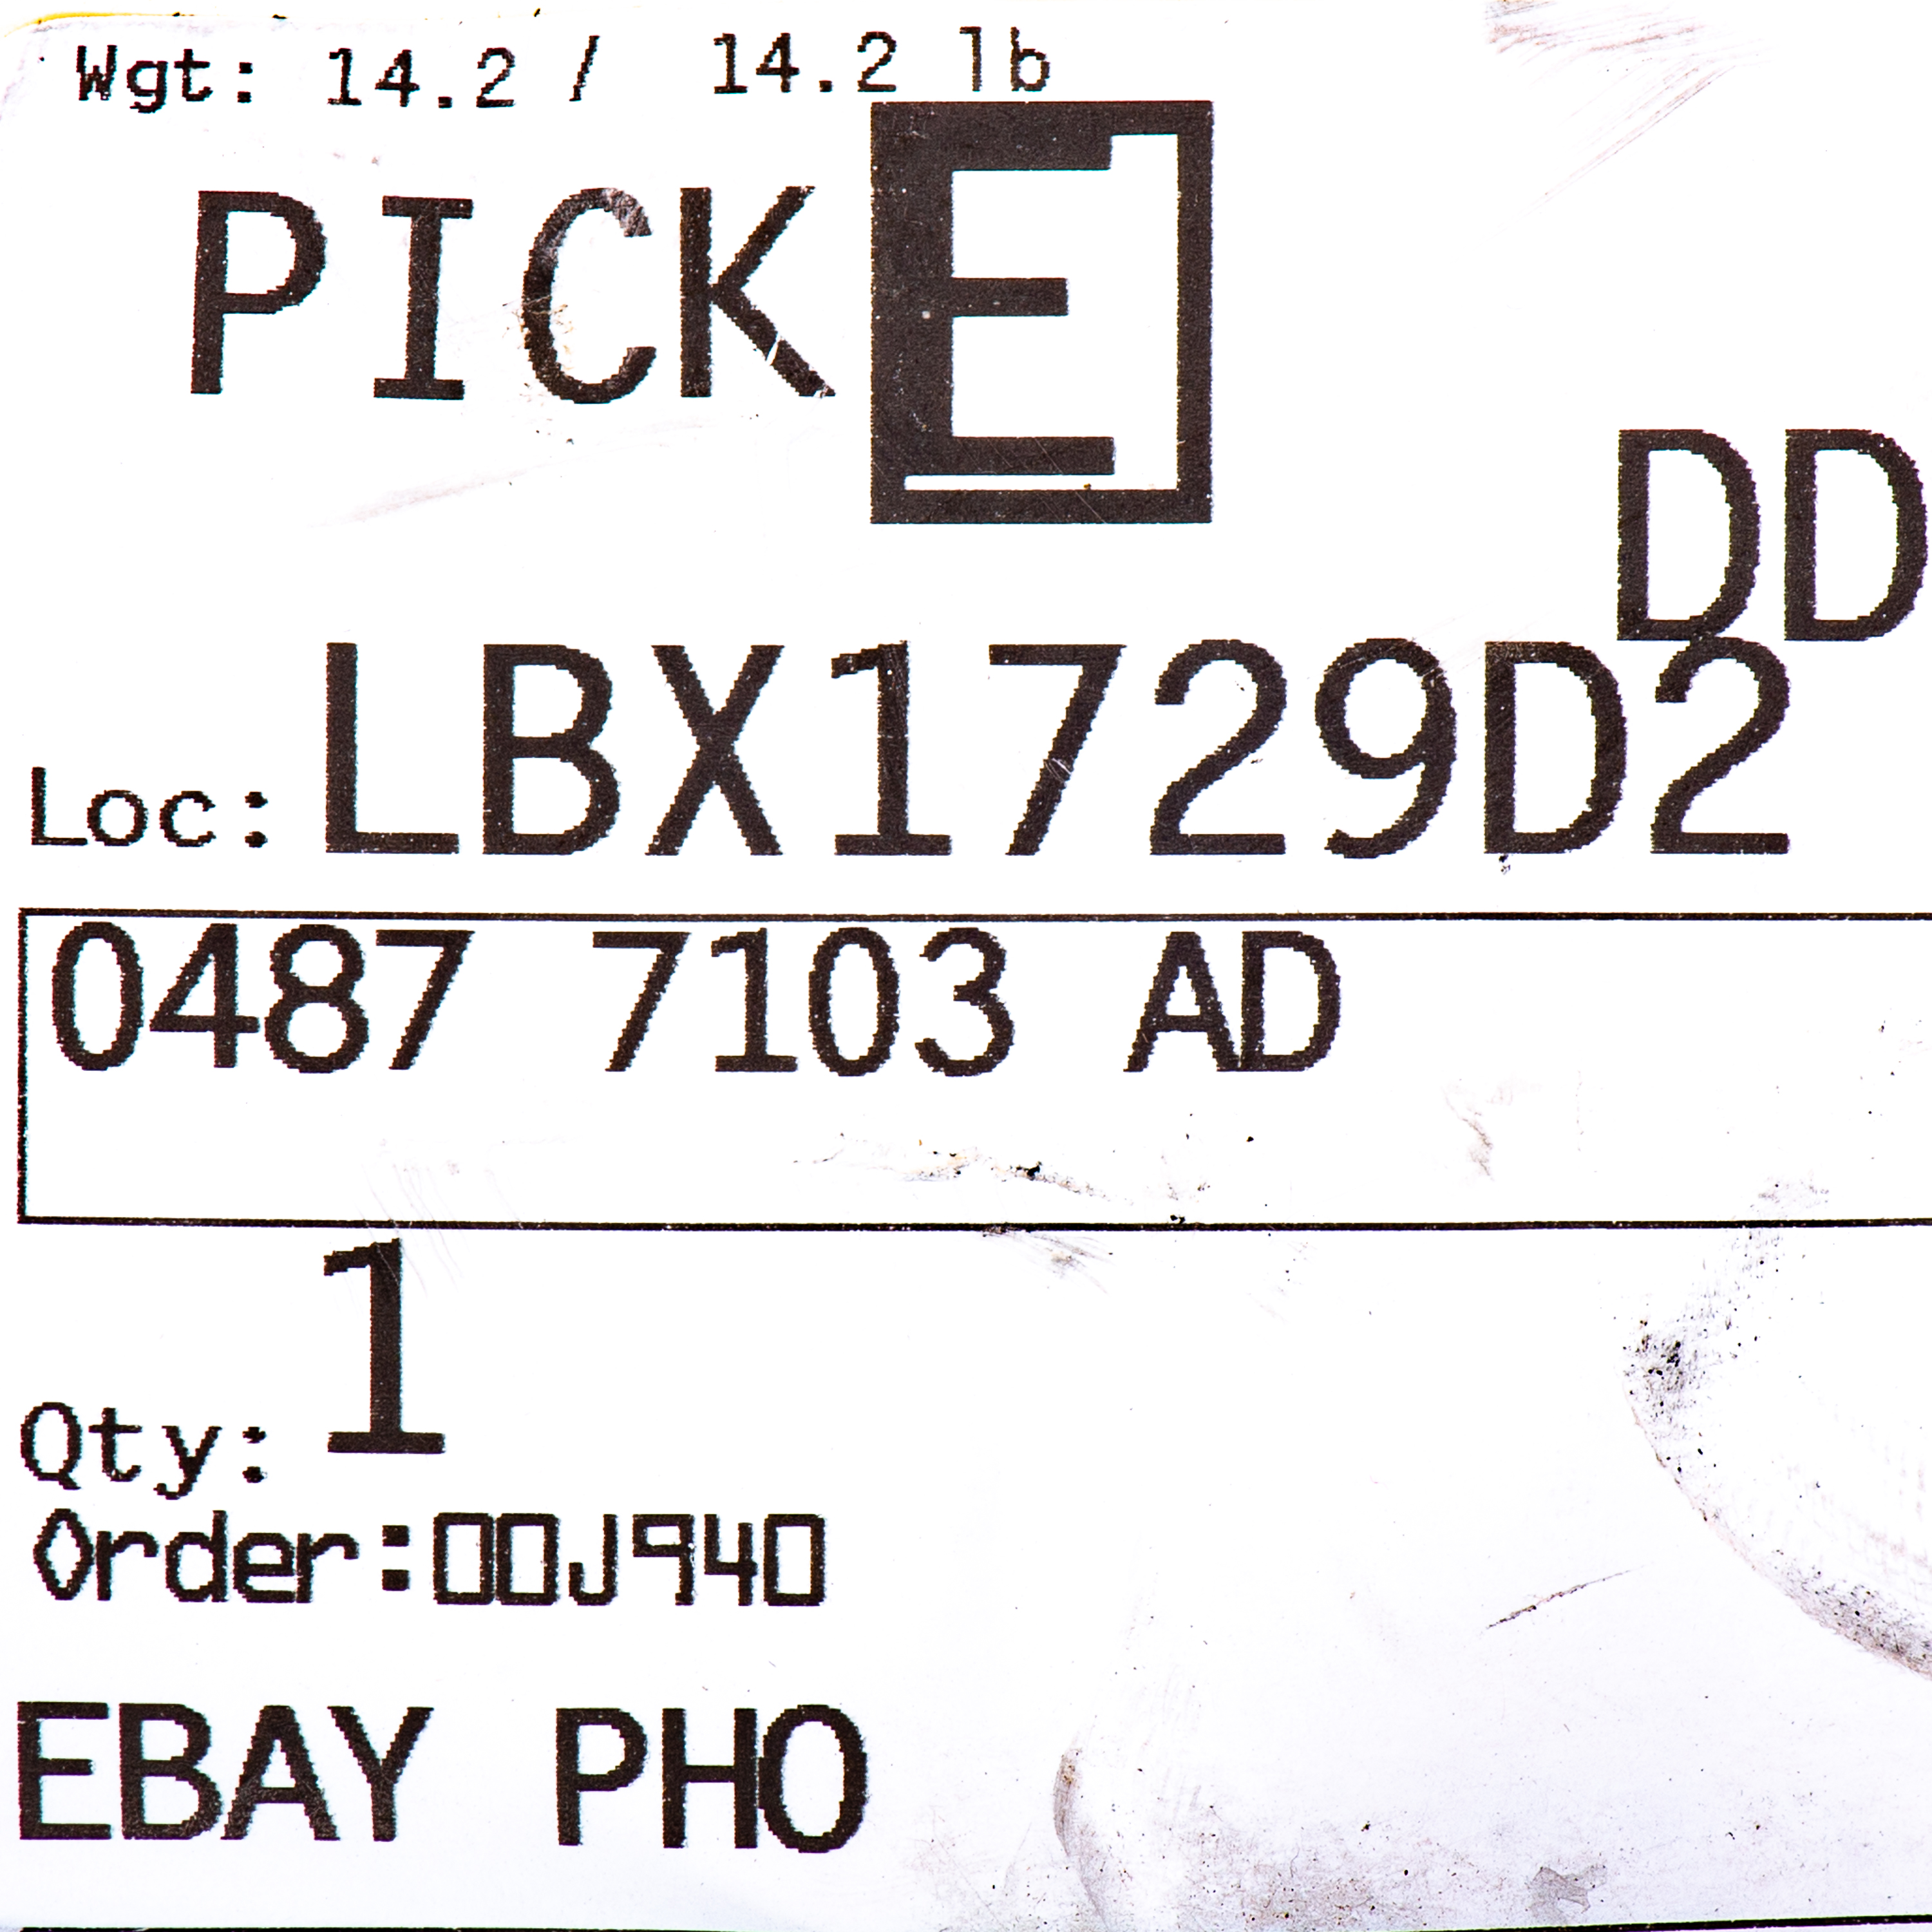 Wgt: 14.2 / 14.2 lb
PICK E
DD
Loc: LBX1729D2
0487 7103 AD
Qty: 1
Order:00J940
EBAY PHO